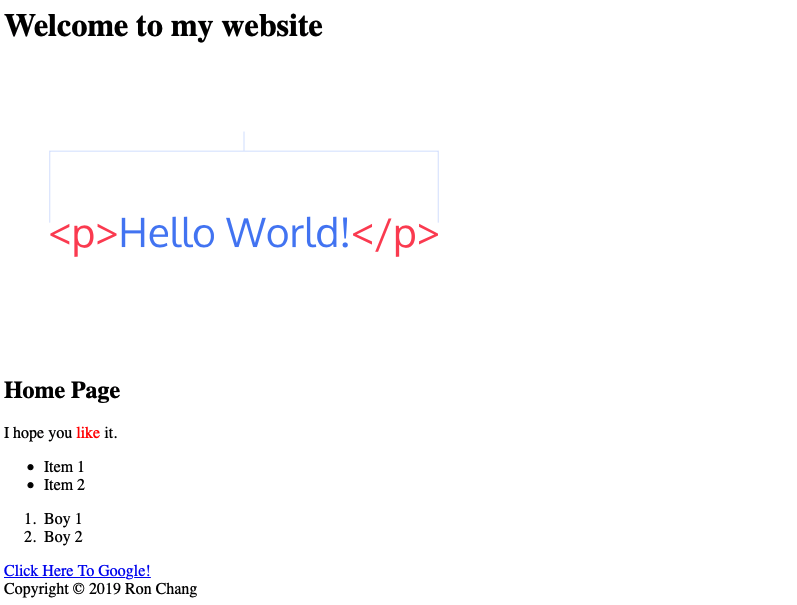 Welcome to my website
<p>Hello World!</p>
Home Page
I hope you like it.
• Item 1
• Item 2
1. Boy 1
2. Boy 2
Click Here To Google!
Copyright © 2019 Ron Chang